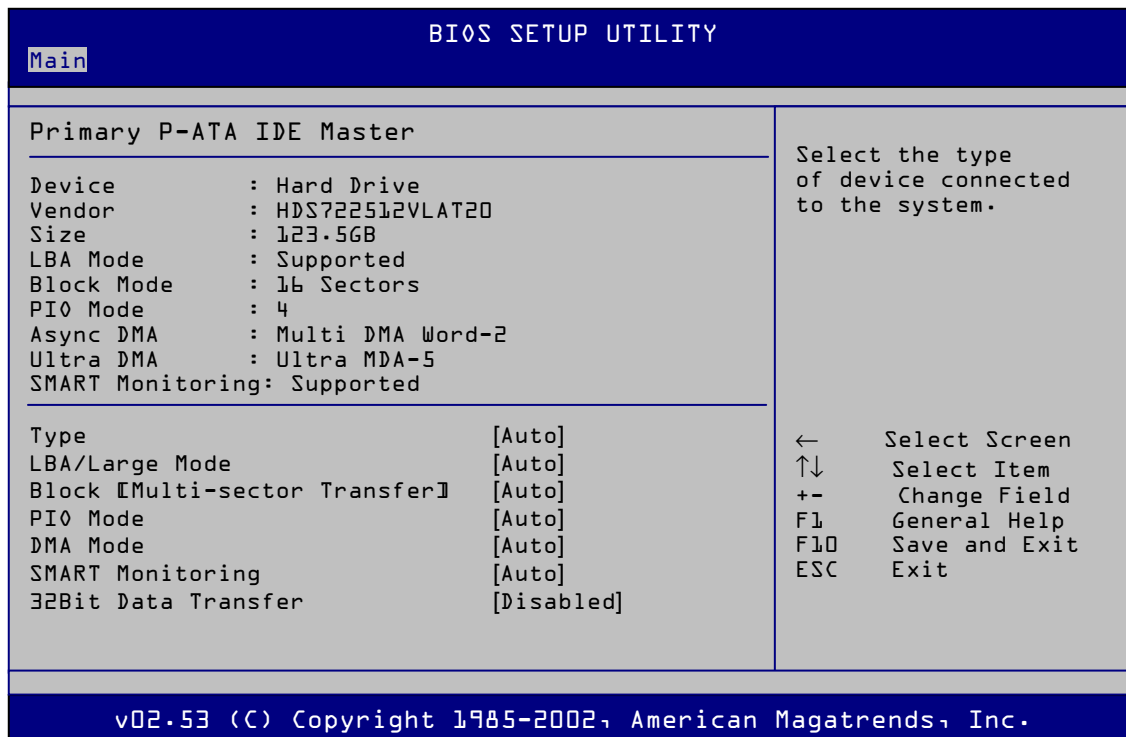 BIOS SETUP UTILITY
Main
Primary P-ATA IDE Master
Device : Hard Drive
Vendor : HDS722512VLAT20
Size : 123.5GB
LBA Mode : Supported
Block Mode : 16 Sectors
PIO Mode : 4
Async DMA : Multi DMA Word-2
Ultra DMA : Ultra MDA-5
SMART Monitoring: Supported
Type [Auto]
LBA/Large Mode [Auto]
Block [Multi-sector Transfer] [Auto]
PIO Mode [Auto]
DMA Mode [Auto]
SMART Monitoring [Auto]
32Bit Data Transfer [Disabled]
Select the type
of device connected
to the system.
← Select Screen
↑↓ Select Item
+- Change Field
F1 General Help
F10 Save and Exit
ESC Exit
v02.53 (C) Copyright 1985-2002, American Magatrends, Inc.